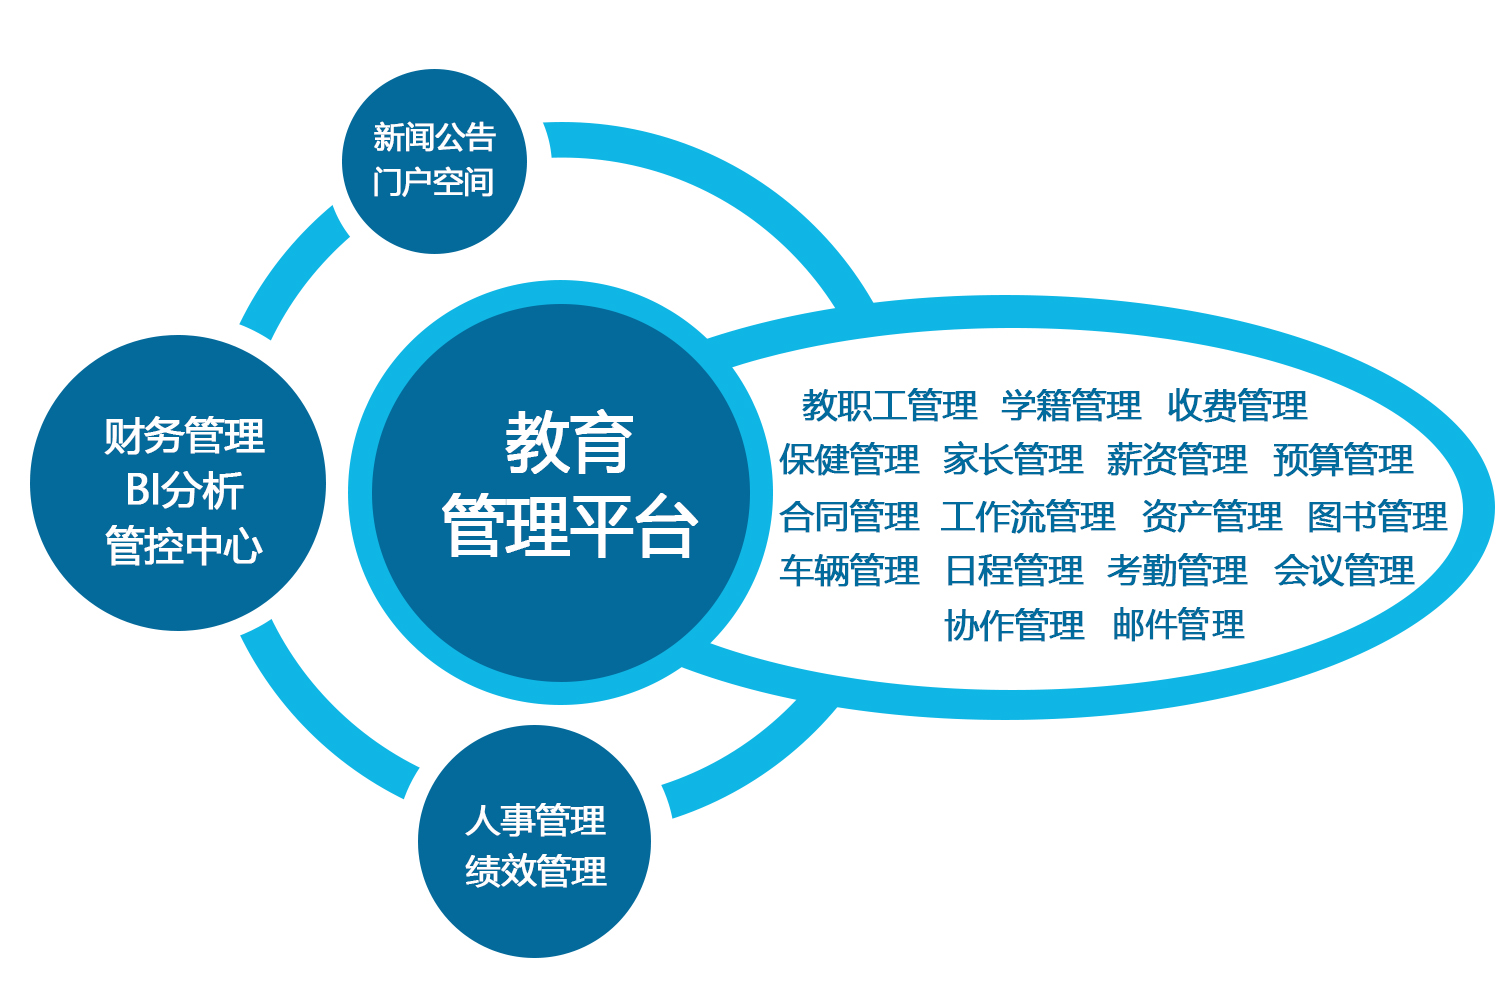 新闻公告
门户空间
财务管理
BI分析
管控中心
教育
管理平台
教职工管理 学籍管理 收费管理
保健管理 家长管理 薪资管理 预算管理
合同管理 工作流管理 资产管理 图书管理
车辆管理 日程管理 考勤管理 会议管理
协作管理 邮件管理
人事管理
绩效管理